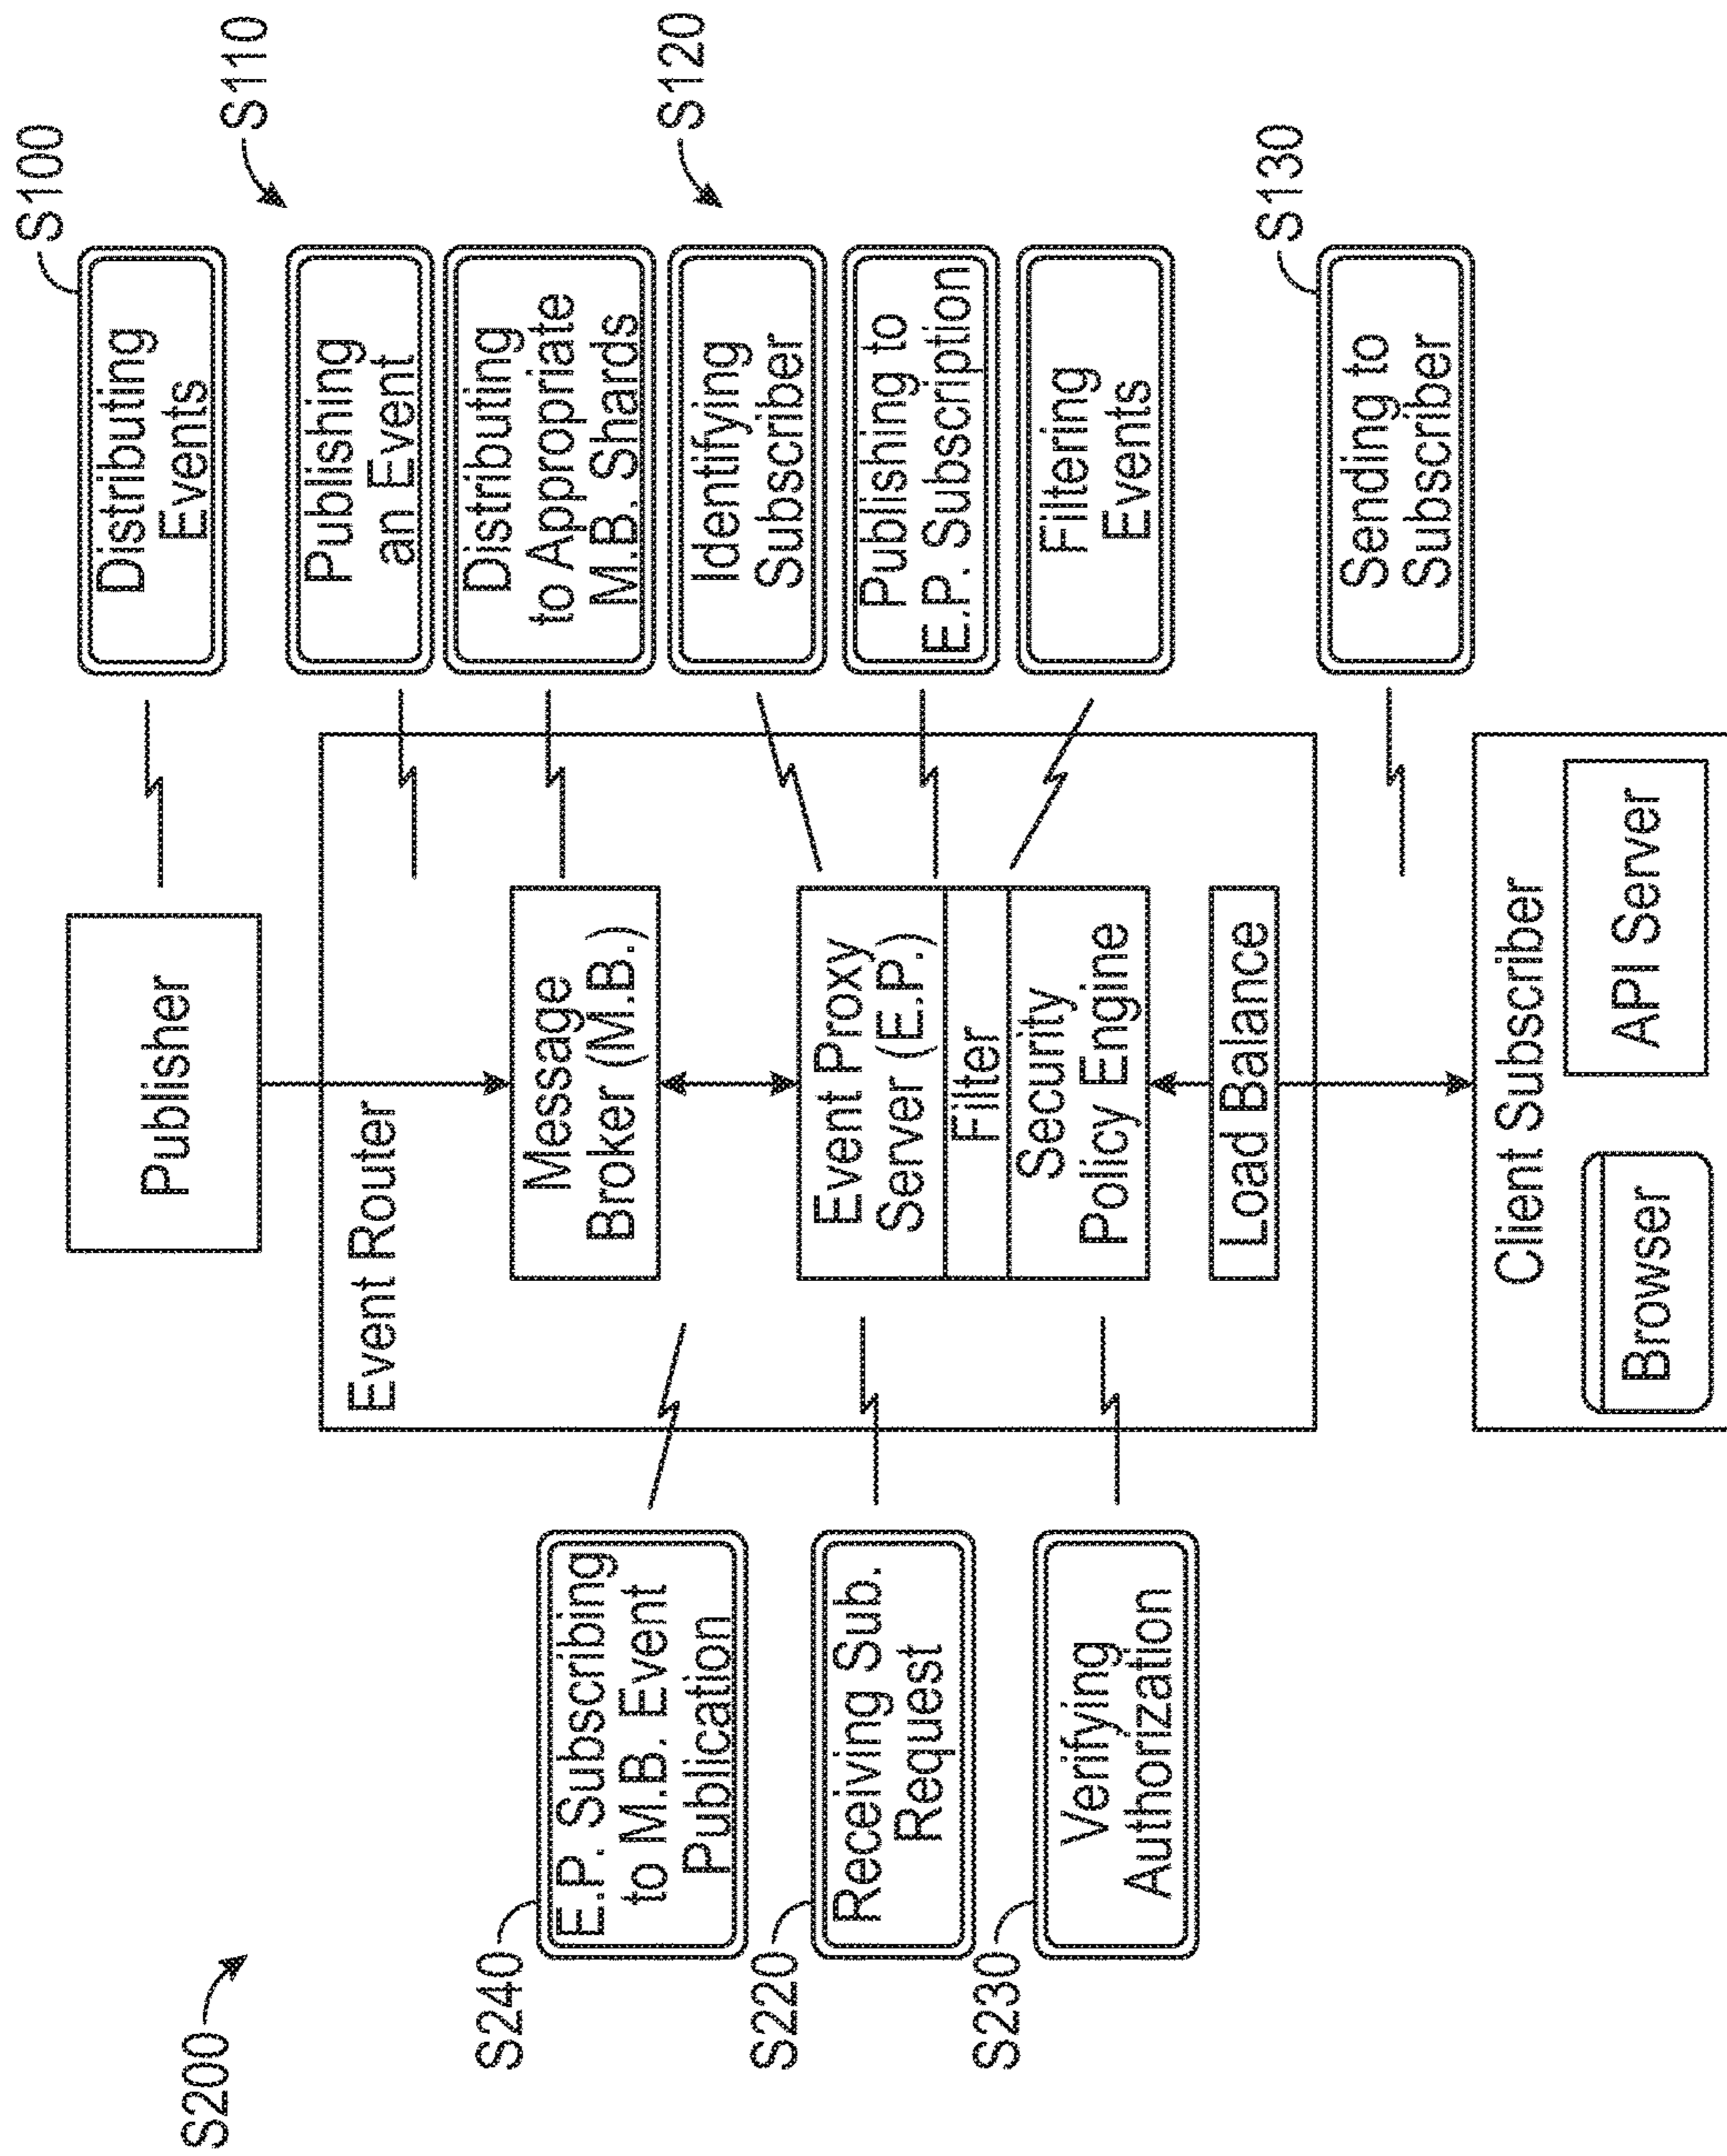 S100
Distributing
Events
S110
Publishing
an Event
Distributing
to Appropriate
M.B. Shards
S120
Identifying
Subscriber
Publishing to
E.P. Subscription
Filtering
Events
S130
Sending to
Subscriber
Publisher
Event Router
Message
Broker (M.B.)
Event Proxy
Server (E.P.)
Filter
Security
Policy Engine
Load Balance
Client Subscriber
Browser
API Server
S200
S240
E.P. Subscribing
to M.B. Event
Publication
S220
Receiving Sub.
Request
S230
Verifying
Authorization